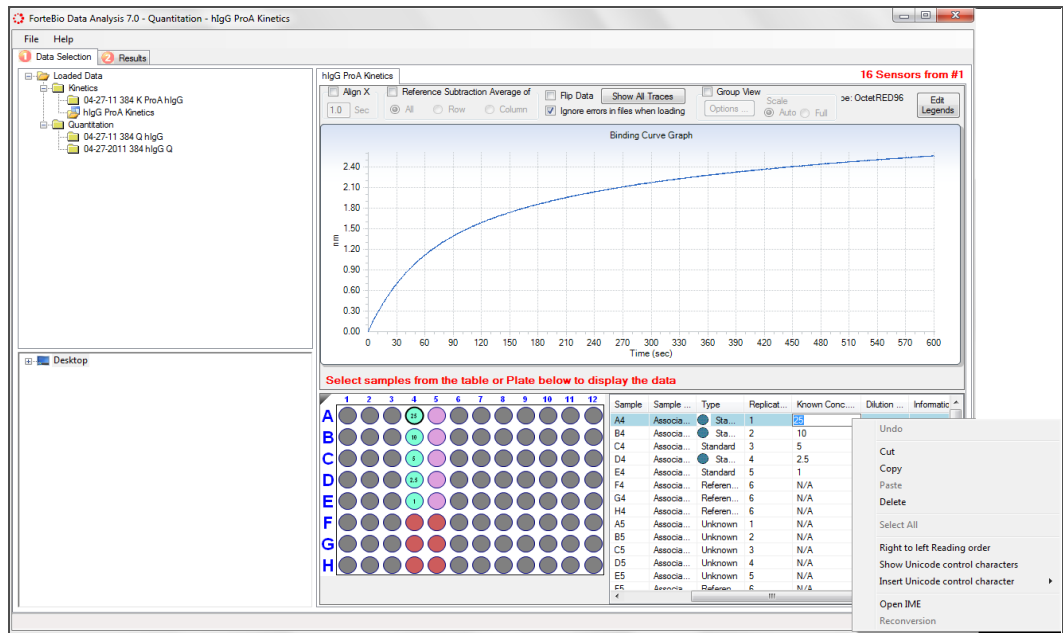 ForteBio Data Analysis 7.0 - Quantitation - hIgG ProA Kinetics
File Help
1 Data Selection 2 Results
Loaded Data
Kinetics
04-27-11 384 K ProA hIgG
hIgG ProA Kinetics
Quantitation
04-27-11 384 Q hIgG
04-27-2011 384 hIgG Q
Desktop
hIgG ProA Kinetics
16 Sensors from #1
Align X
1.0 Sec
Reference Subtraction Average of
All Row Column
Flip Data Show All Traces
Ignore errors in files when loading
Group View
Options ... Scale
Auto Full
pe: OctetRED96
Edit Legends
Binding Curve Graph
2.40
2.10
1.80
1.50
1.20
0.90
0.60
0.30
0.00
nm
0 30 60 90 120 150 180 210 240 270 300 330 360 390 420 450 480 510 540 570 600
Time (sec)
Select samples from the table or Plate below to display the data
1 2 3 4 5 6 7 8 9 10 11 12
A 25
B 10
C 5
D 2.5
E 1
F
G
H
Sample Sample ... Type Replicat... Known Conc.... Dilution ... Informatic
A4 Associa... Sta... 1 25
B4 Associa... Sta... 2 10
C4 Associa... Standard 3 5
D4 Associa... Sta... 4 2.5
E4 Associa... Standard 5 1
F4 Associa... Referen... 6 N/A
G4 Associa... Referen... 6 N/A
H4 Associa... Referen... 6 N/A
A5 Associa... Unknown 1 N/A
B5 Associa... Unknown 2 N/A
C5 Associa... Unknown 3 N/A
D5 Associa... Unknown 4 N/A
E5 Associa... Unknown 5 N/A
F5 Associa... Referen... 6 N/A
Undo
Cut
Copy
Paste
Delete
Select All
Right to left Reading order
Show Unicode control characters
Insert Unicode control character
Open IME
Reconversion